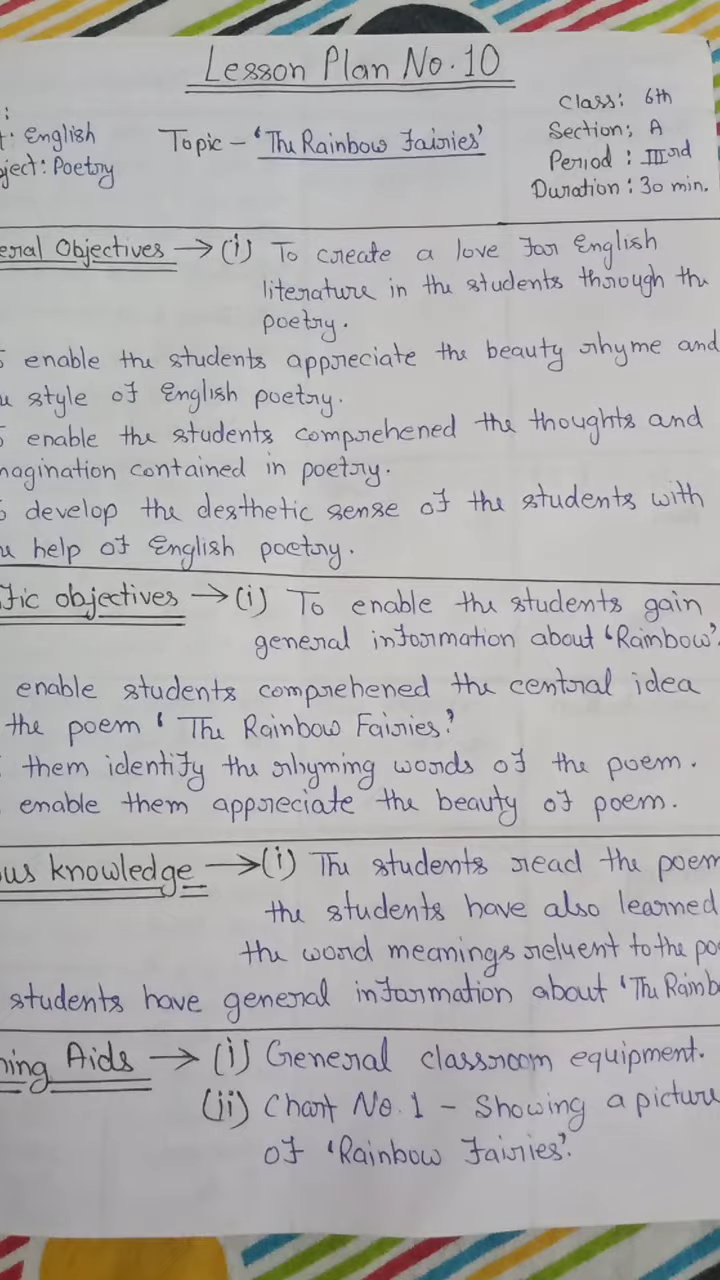 Lesson Plan No. 10
:
t: English
ject: Poetry
Topic - 'The Rainbow Fairies'
Class: 6th
Section: A
Period : IIIrd
Duration : 30 min.
eral Objectives → (i) To create a love for English
literature in the students through the
poetry.
enable the students appreciate the beauty rhyme and
style of English poetry.
enable the students comprehened the thoughts and
magination contained in poetry.
develop the desthetic sense of the students with
help of English poetry.
fic objectives → (i) To enable the students gain
general information about 'Rainbow'.
enable students comprehened the central idea
the poem 'The Rainbow Fairies.'
them identify the rhyming words of the poem.
enable them appreciate the beauty of poem.
ous knowledge → (i) The students read the poem
the students have also learned
the word meanings reluent to the po
students have general information about 'The Rainb
hing Aids → (i) General classroom equipment.
(ii) Chart No. 1 - Showing a picture
of 'Rainbow Fairies'.